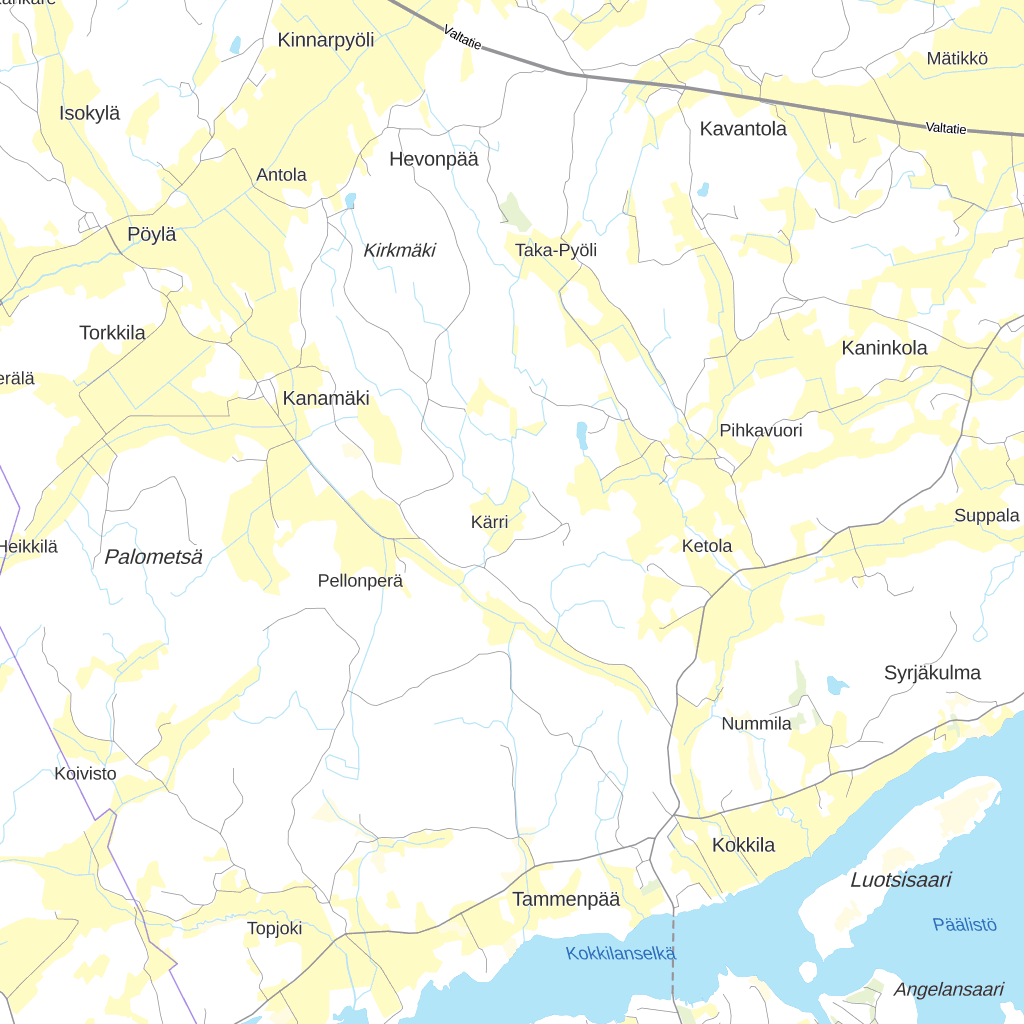 Kinnarpyöli
Valtatie
Mätikkö
Isokylä
Kavantola
Valtatie
Hevonpää
Antola
Pöylä
Kirkmäki
Taka-Pyöli
Torkkila
Kaninkola
Kanamäki
Pihkavuori
Kärri
Suppala
Heikkilä
Palometsä
Ketola
Pellonperä
Syrjäkulma
Nummila
Koivisto
Kokkila
Luotsisaari
Tammenpää
Topjoki
Päälistö
Kokkilanselkä
Angelansaari